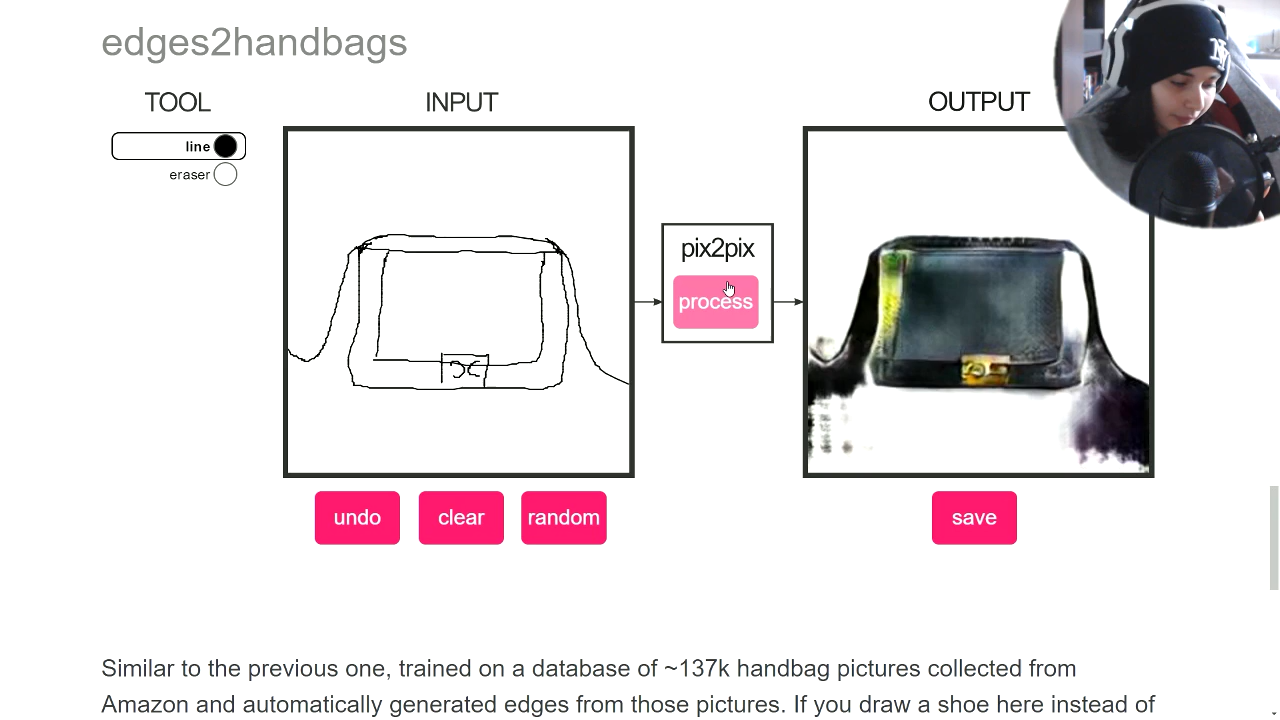 edges2handbags
TOOL
INPUT
OUTPUT
line
eraser
pix2pix
process
undo
clear
random
save
NY
Similar to the previous one, trained on a database of ~137k handbag pictures collected from
Amazon and automatically generated edges from those pictures. If you draw a shoe here instead of